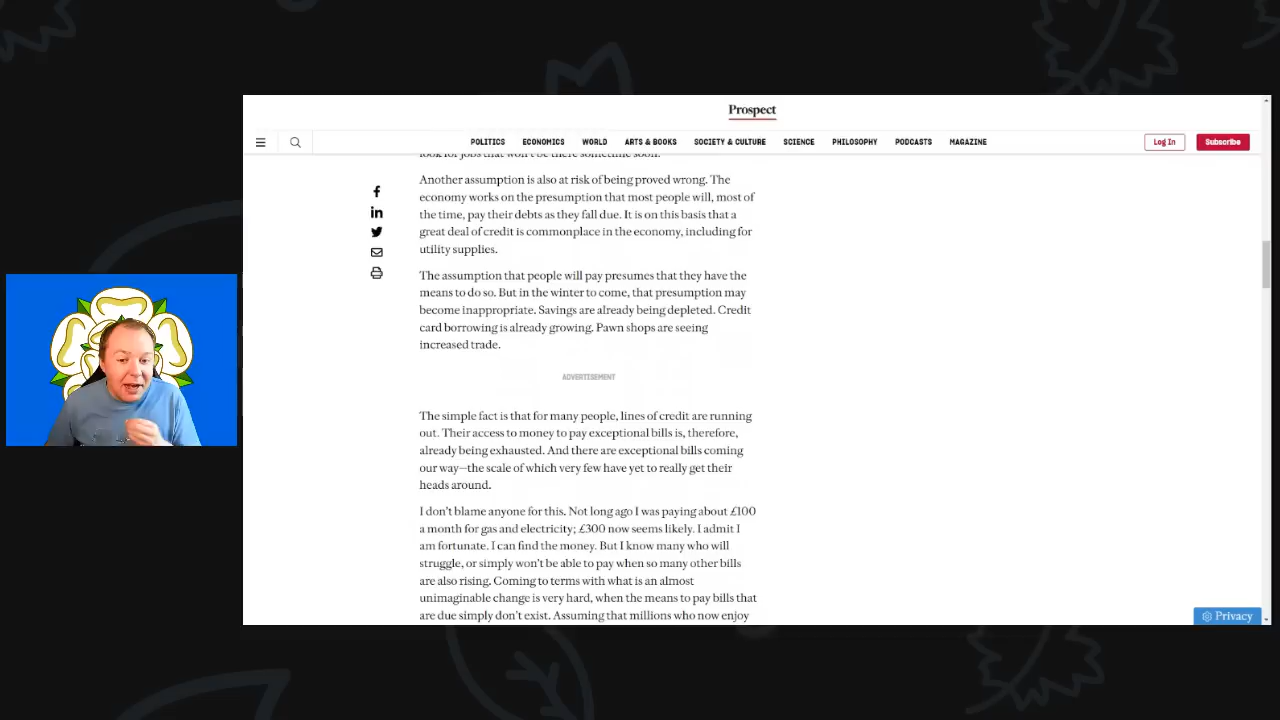 Prospect
POLITICS ECONOMICS WORLD ARTS & BOOKS SOCIETY & CULTURE SCIENCE PHILOSOPHY PODCASTS MAGAZINE Log In Subscribe
look for jobs that won't be there sometime soon.
Another assumption is also at risk of being proved wrong. The
economy works on the presumption that most people will, most of
the time, pay their debts as they fall due. It is on this basis that a
great deal of credit is commonplace in the economy, including for
utility supplies.
The assumption that people will pay presumes that they have the
means to do so. But in the winter to come, that presumption may
become inappropriate. Savings are already being depleted. Credit
card borrowing is already growing. Pawn shops are seeing
increased trade.
ADVERTISEMENT
The simple fact is that for many people, lines of credit are running
out. Their access to money to pay exceptional bills is, therefore,
already being exhausted. And there are exceptional bills coming
our way—the scale of which very few have yet to really get their
heads around.
I don't blame anyone for this. Not long ago I was paying about £100
a month for gas and electricity; £300 now seems likely. I admit I
am fortunate. I can find the money. But I know many who will
struggle, or simply won't be able to pay when so many other bills
are also rising. Coming to terms with what is an almost
unimaginable change is very hard, when the means to pay bills that
are due simply don't exist. Assuming that millions who now enjoy
Privacy